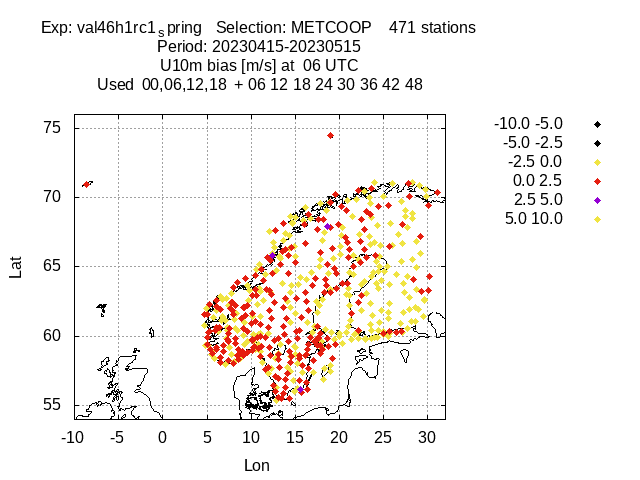 Exp: val46h1rc1spring Selection: METCOOP 471 stations
Period: 20230415-20230515
U10m bias [m/s] at 06 UTC
Used 00,06,12,18 + 06 12 18 24 30 36 42 48
-10.0 -5.0
-5.0 -2.5
-2.5 0.0
0.0 2.5
2.5 5.0
5.0 10.0
75
70
65
60
55
Lat
-10 -5 0 5 10 15 20 25 30
Lon